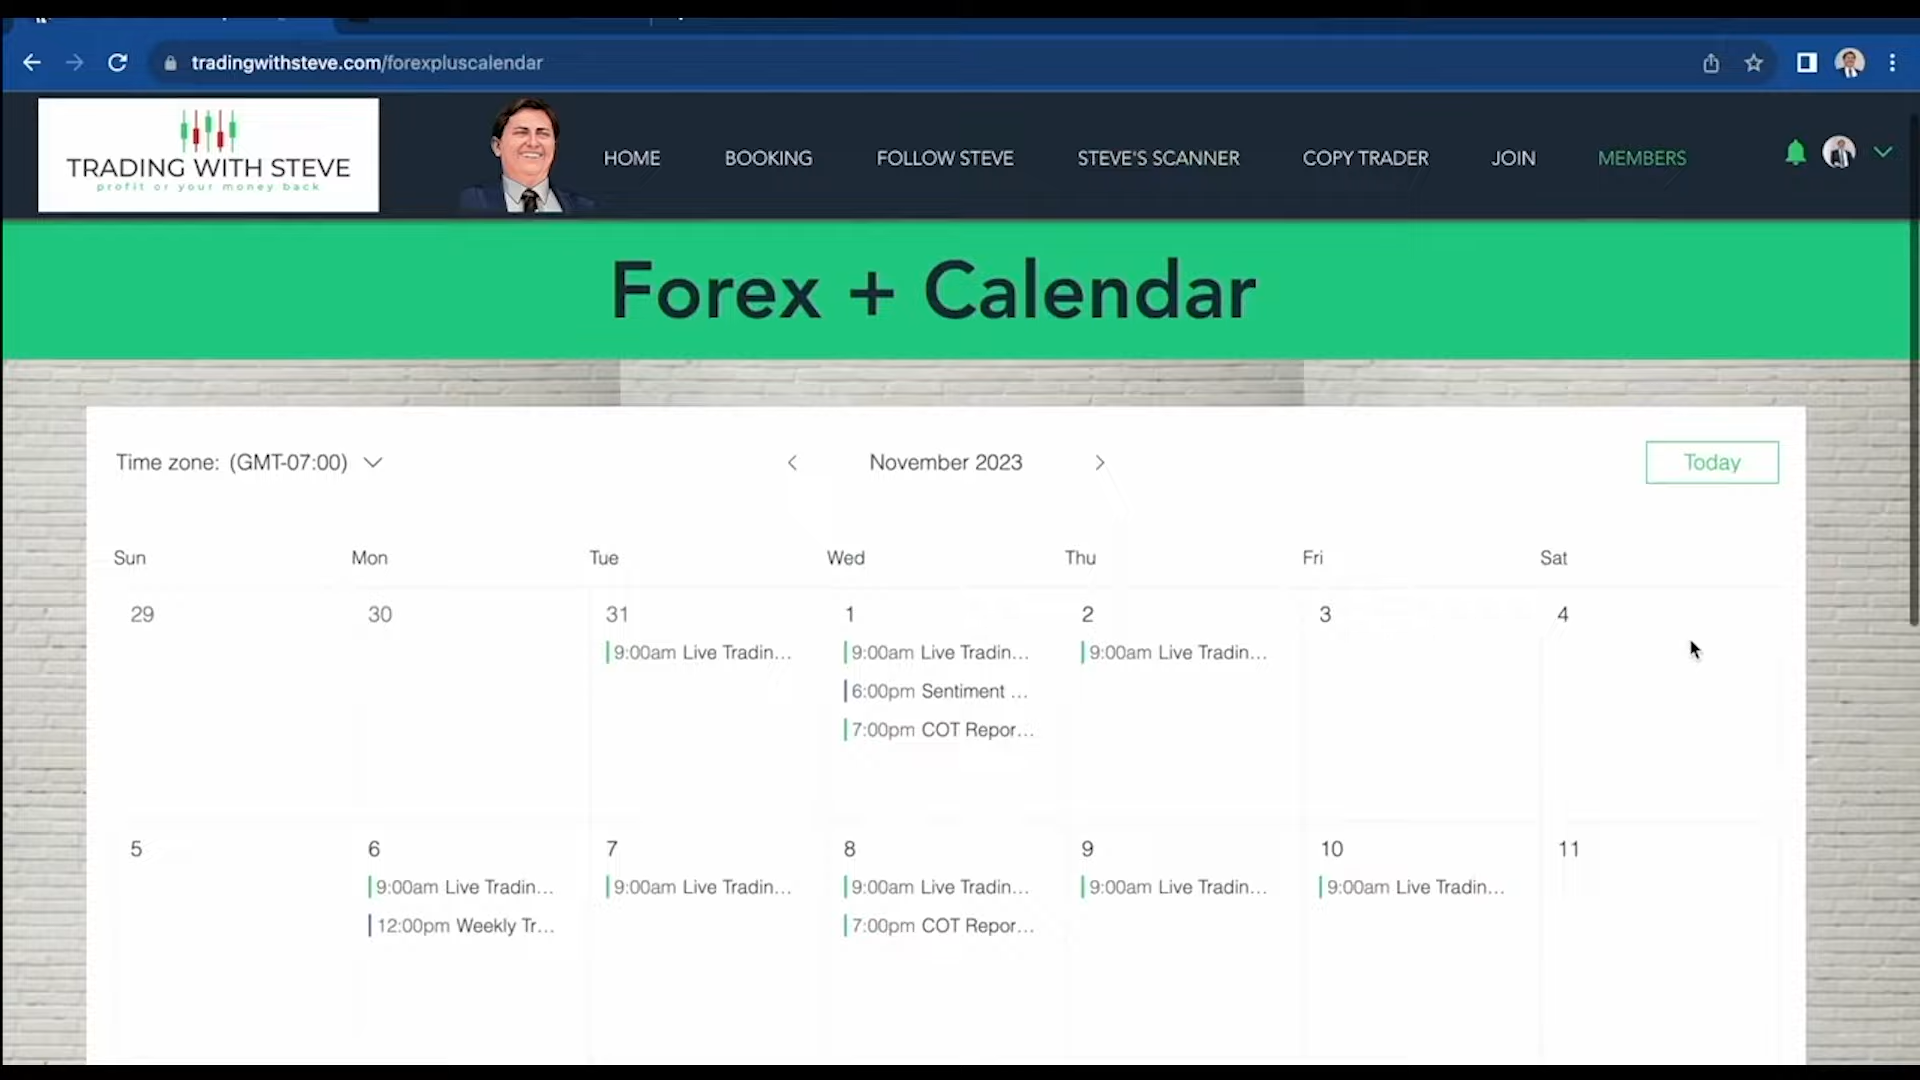 tradingwithsteve.com/forexpluscalendar
TRADING WITH STEVE
profit or your money back
HOME BOOKING FOLLOW STEVE STEVE'S SCANNER COPY TRADER JOIN MEMBERS
Forex + Calendar
Time zone: (GMT-07:00) November 2023 Today
Sun Mon Tue Wed Thu Fri Sat
29 30 31 1 2 3 4
9:00am Live Tradin... 9:00am Live Tradin... 9:00am Live Tradin...
6:00pm Sentiment ...
7:00pm COT Repor...
5 6 7 8 9 10 11
9:00am Live Tradin... 9:00am Live Tradin... 9:00am Live Tradin... 9:00am Live Tradin... 9:00am Live Tradin...
12:00pm Weekly Tr... 7:00pm COT Repor...